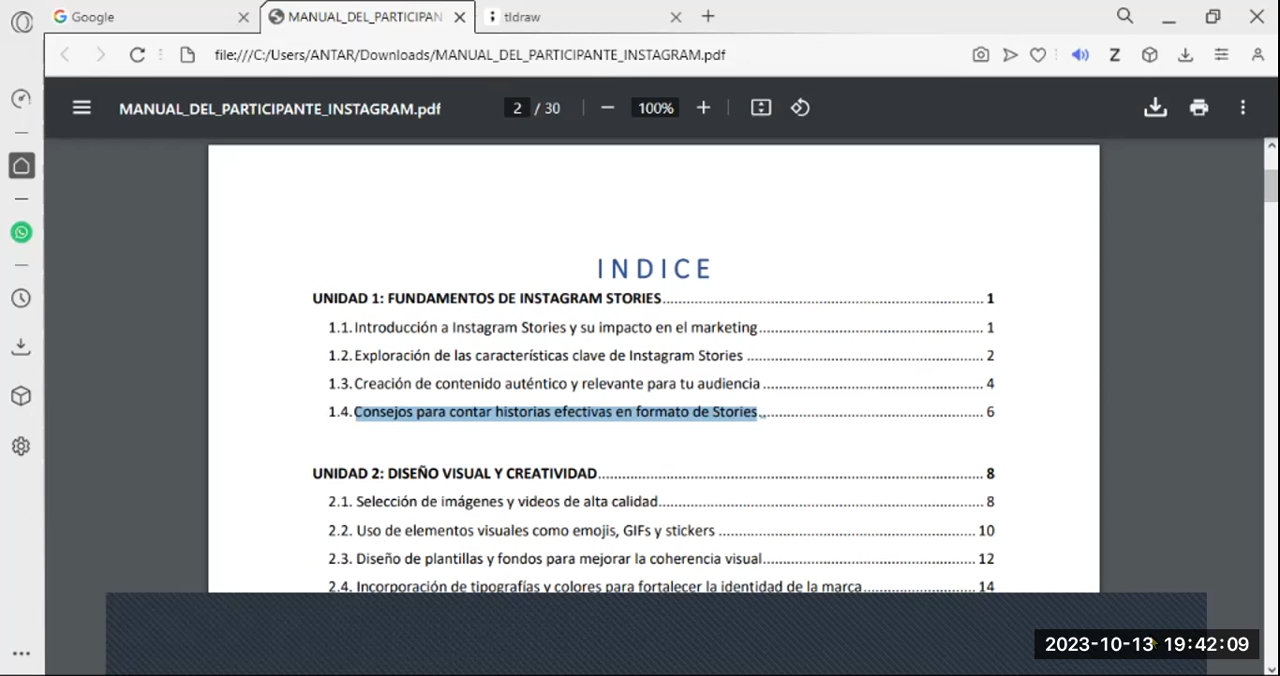 Google
MANUAL_DEL_PARTICIPAN
tldraw
file:///C:/Users/ANTAR/Downloads/MANUAL_DEL_PARTICIPANTE_INSTAGRAM.pdf
Z
MANUAL_DEL_PARTICIPANTE_INSTAGRAM.pdf
2 / 30
100%
INDICE
UNIDAD 1: FUNDAMENTOS DE INSTAGRAM STORIES 1
1.1. Introducción a Instagram Stories y su impacto en el marketing 1
1.2. Exploración de las características clave de Instagram Stories 2
1.3. Creación de contenido auténtico y relevante para tu audiencia 4
1.4. Consejos para contar historias efectivas en formato de Stories 6
UNIDAD 2: DISEÑO VISUAL Y CREATIVIDAD 8
2.1. Selección de imágenes y videos de alta calidad 8
2.2. Uso de elementos visuales como emojis, GIFs y stickers 10
2.3. Diseño de plantillas y fondos para mejorar la coherencia visual 12
2.4. Incorporación de tipografías y colores para fortalecer la identidad de la marca 14
2023-10-13 19:42:09